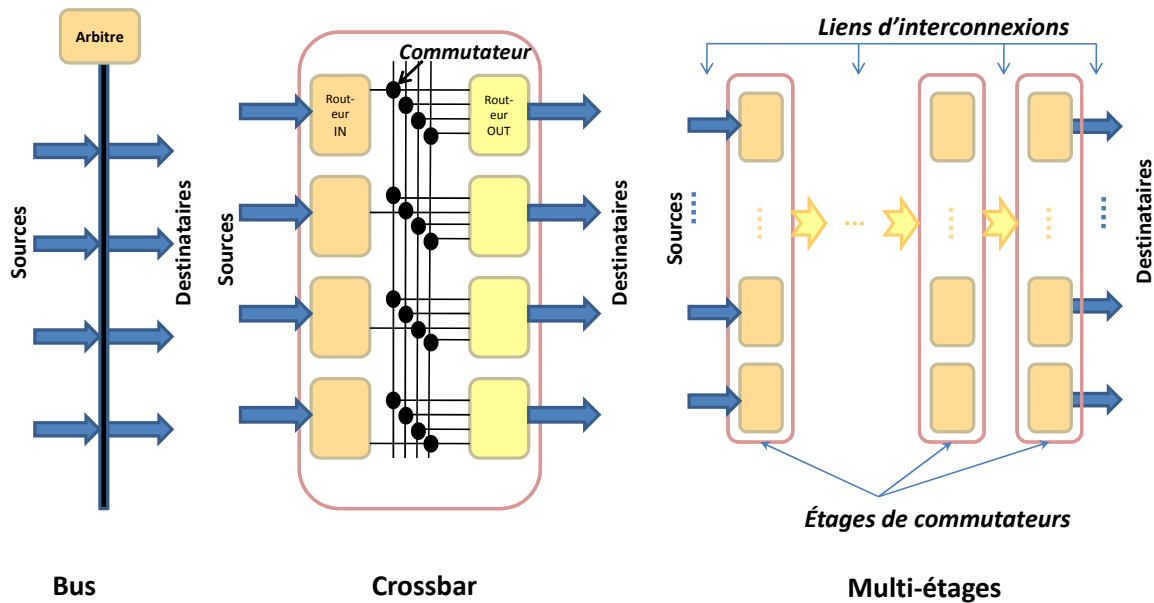 Arbitre
Sources
Destinataires
Bus
Commutateur
Rout-
eur
IN
Rout-
eur
OUT
Sources
Destinataires
Crossbar
Liens d'interconnexions
Sources
...
Destinataires
Étages de commutateurs
Multi-étages